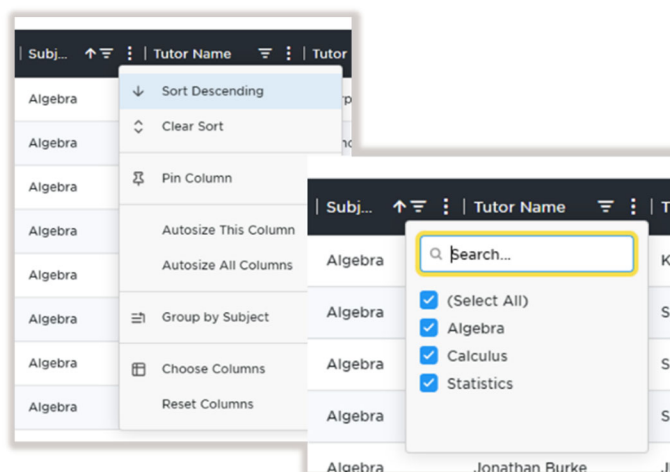 Subj... Tutor Name Tutor
Algebra
Algebra
Algebra
Algebra
Algebra
Algebra
Algebra
Algebra
Sort Descending
Clear Sort
Pin Column
Autosize This Column
Autosize All Columns
Group by Subject
Choose Columns
Reset Columns
Subj... Tutor Name T
Algebra K
Algebra S
Algebra S
Algebra S
Algebra Jonathan Burke
Search...
(Select All)
Algebra
Calculus
Statistics